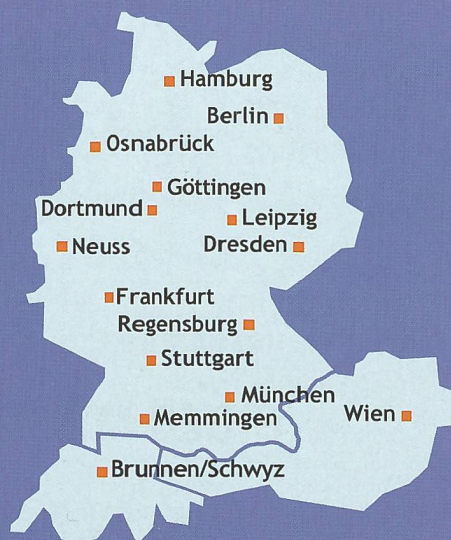 Hamburg
Berlin
Osnabrück
Göttingen
Dortmund
Leipzig
Neuss
Dresden
Frankfurt
Regensburg
Stuttgart
München
Memmingen
Wien
Brunnen/Schwyz